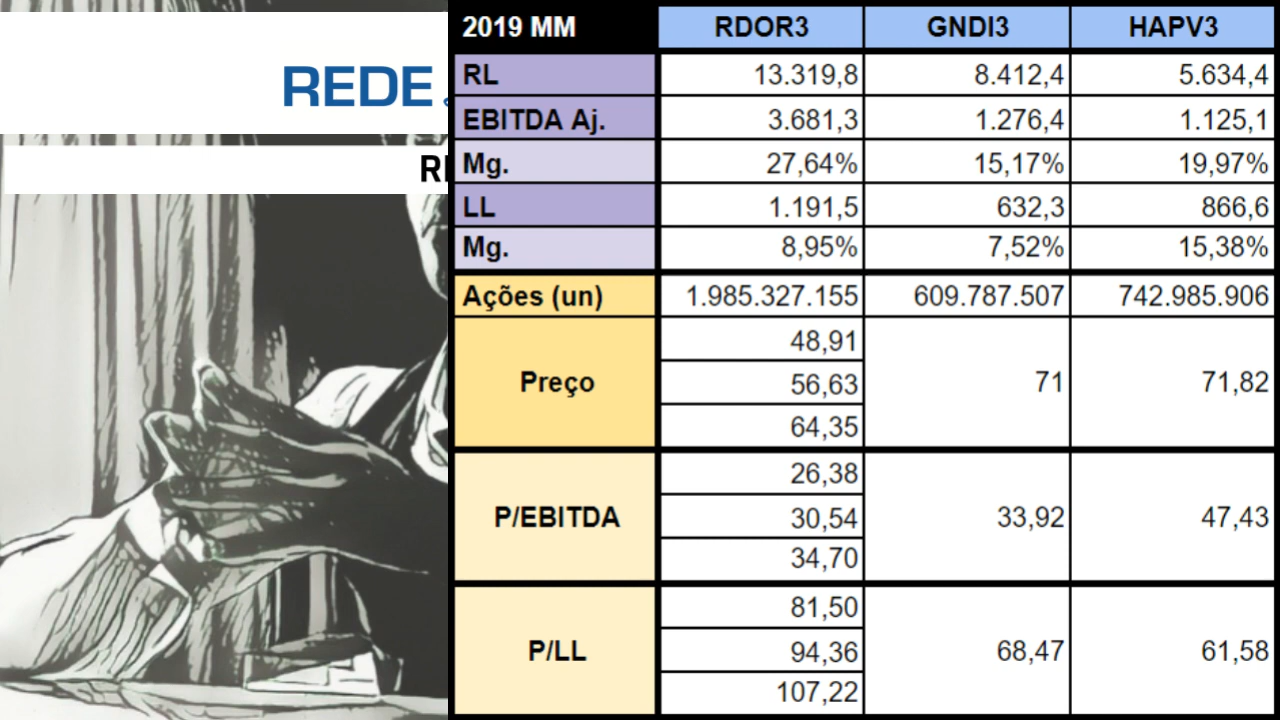 REDE
RI
2019 MM RDOR3 GNDI3 HAPV3
RL 13.319,8 8.412,4 5.634,4
EBITDA Aj. 3.681,3 1.276,4 1.125,1
Mg. 27,64% 15,17% 19,97%
LL 1.191,5 632,3 866,6
Mg. 8,95% 7,52% 15,38%
Ações (un) 1.985.327.155 609.787.507 742.985.906
48,91
Preço 56,63 71 71,82
64,35
26,38
P/EBITDA 30,54 33,92 47,43
34,70
81,50
P/LL 94,36 68,47 61,58
107,22